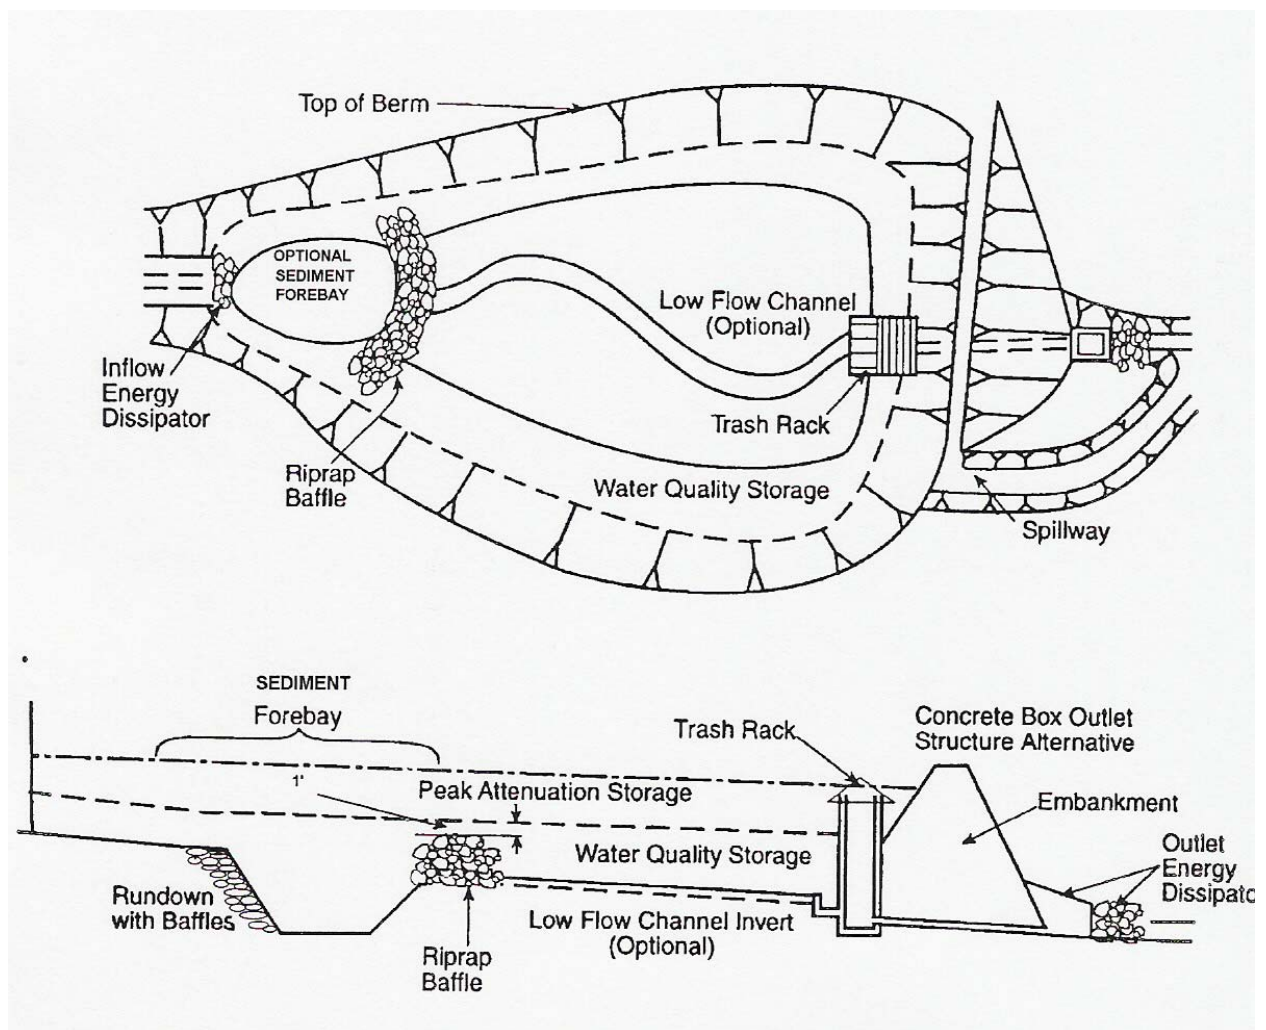 Top of Berm
OPTIONAL
SEDIMENT
FOREBAY
Low Flow Channel
(Optional)
Inflow
Energy
Dissipator
Trash Rack
Riprap
Baffle
Water Quality Storage
Spillway
SEDIMENT
Forebay
Trash Rack
Concrete Box Outlet
Structure Alternative
1'
Peak Attenuation Storage
Embankment
Water Quality Storage
Outlet
Energy
Dissipato
Rundown
with Baffles
Low Flow Channel Invert
(Optional)
Riprap
Baffle